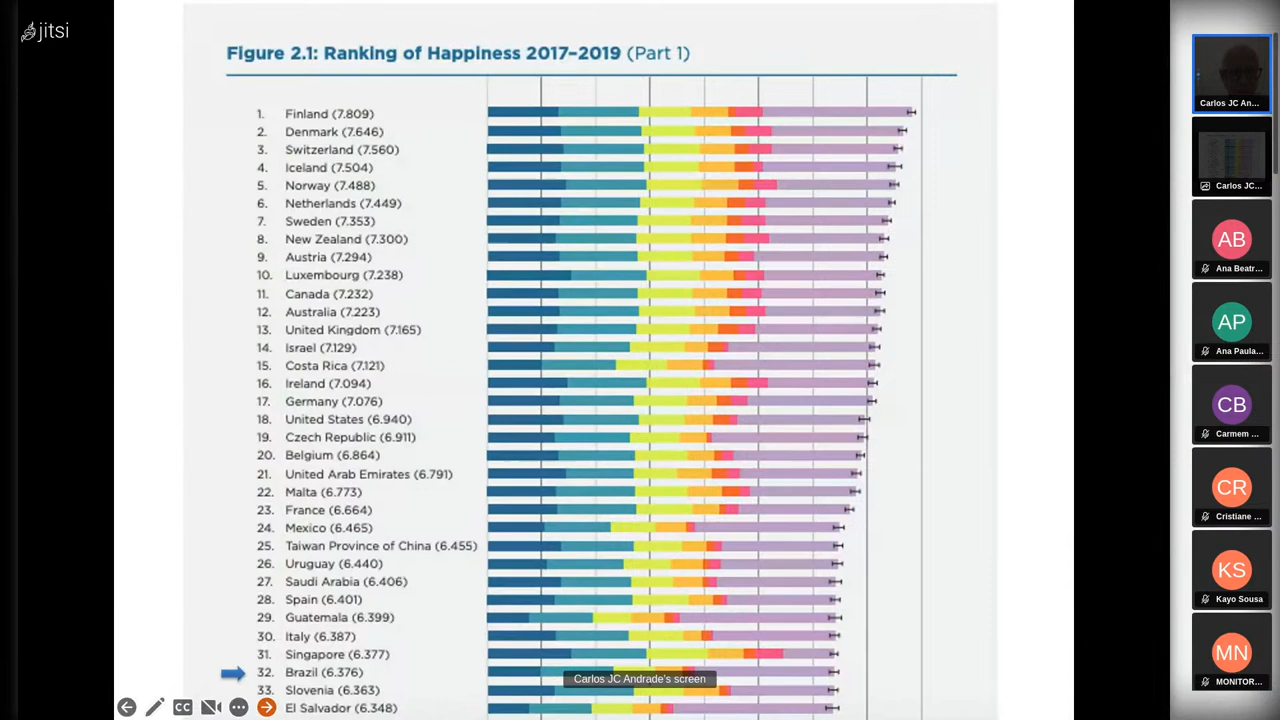 jitsi
Figure 2.1: Ranking of Happiness 2017–2019 (Part 1)
1. Finland (7.809)
2. Denmark (7.646)
3. Switzerland (7.560)
4. Iceland (7.504)
5. Norway (7.488)
6. Netherlands (7.449)
7. Sweden (7.353)
8. New Zealand (7.300)
9. Austria (7.294)
10. Luxembourg (7.238)
11. Canada (7.232)
12. Australia (7.223)
13. United Kingdom (7.165)
14. Israel (7.129)
15. Costa Rica (7.121)
16. Ireland (7.094)
17. Germany (7.076)
18. United States (6.940)
19. Czech Republic (6.911)
20. Belgium (6.864)
21. United Arab Emirates (6.791)
22. Malta (6.773)
23. France (6.664)
24. Mexico (6.465)
25. Taiwan Province of China (6.455)
26. Uruguay (6.440)
27. Saudi Arabia (6.406)
28. Spain (6.401)
29. Guatemala (6.399)
30. Italy (6.387)
31. Singapore (6.377)
32. Brazil (6.376)
33. Slovenia (6.363)
El Salvador (6.348)
Carlos JC Andrade's screen
CC
Carlos JC An...
Carlos JC...
AB
Ana Beatr...
AP
Ana Paula...
CB
Carmem ...
CR
Cristiane ...
KS
Kayo Sousa
MN
MONITOR...